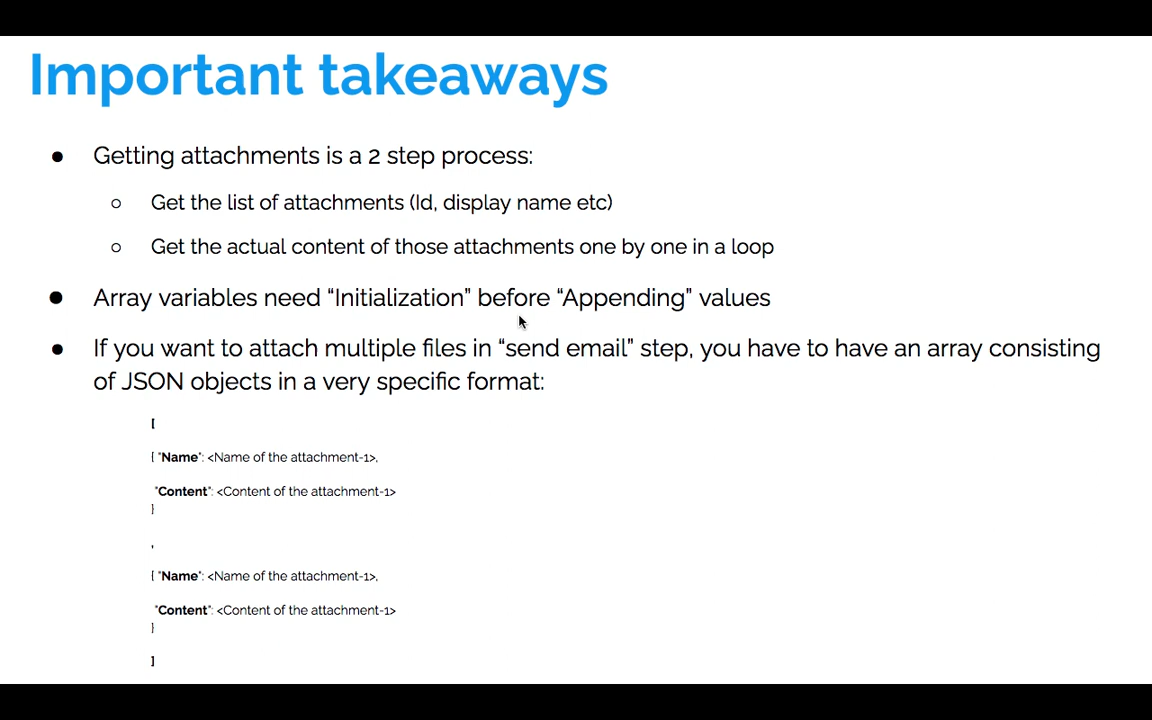 Important takeaways
● Getting attachments is a 2 step process:
○ Get the list of attachments (Id, display name etc)
○ Get the actual content of those attachments one by one in a loop
● Array variables need “Initialization” before “Appending” values
● If you want to attach multiple files in “send email” step, you have to have an array consisting
of JSON objects in a very specific format:
[
{ "Name": <Name of the attachment-1>,
"Content": <Content of the attachment-1>
}
,
{ "Name": <Name of the attachment-1>,
"Content": <Content of the attachment-1>
}
]